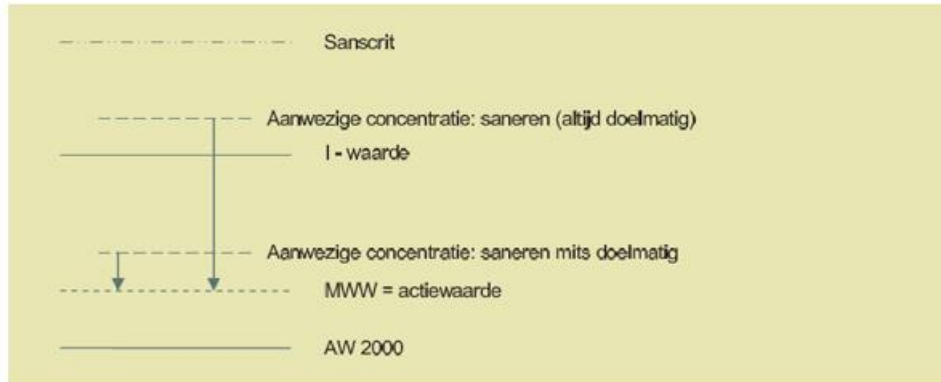 Sanscrit
Aanwezige concentratie: saneren (altijd doelmatig)
I - waarde
Aanwezige concentratie: saneren mits doelmatig
MWW = actiewaarde
AW 2000